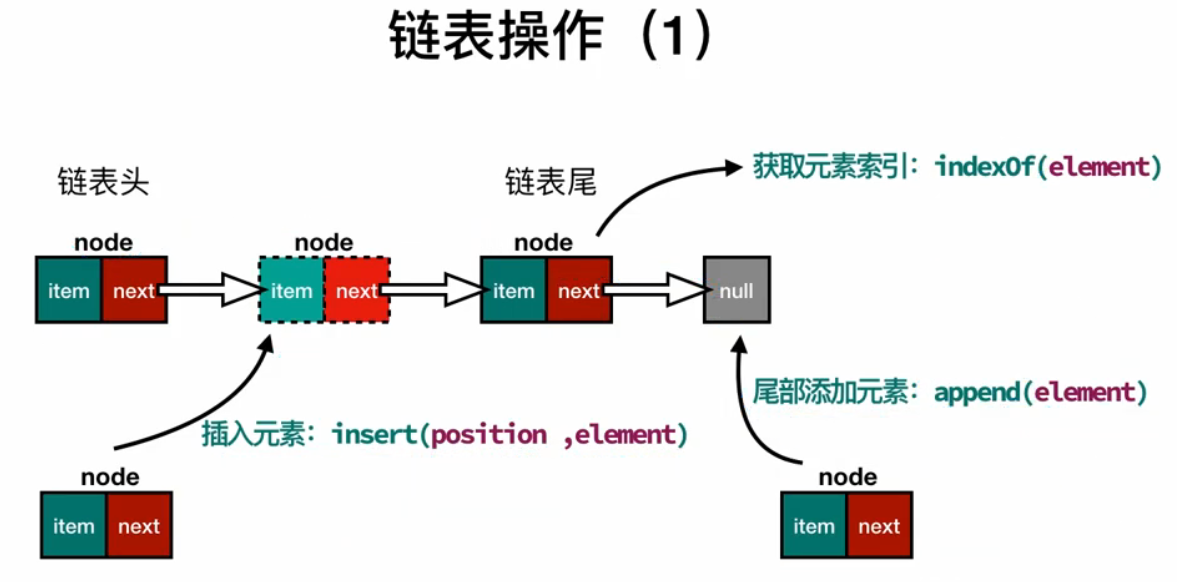 链表操作（1）
链表头
链表尾
获取元素索引：indexOf(element)
node
node
node
item
next
item
next
item
next
null
尾部添加元素：append(element)
插入元素：insert(position ,element)
node
node
item
next
item
next